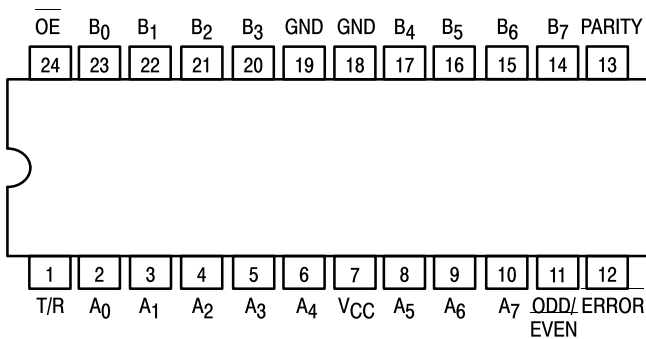 OE B0 B1 B2 B3 GND GND B4 B5 B6 B7 PARITY
24 23 22 21 20 19 18 17 16 15 14 13
1 2 3 4 5 6 7 8 9 10 11 12
T/R A0 A1 A2 A3 A4 VCC A5 A6 A7 ODD/ ERROR
EVEN